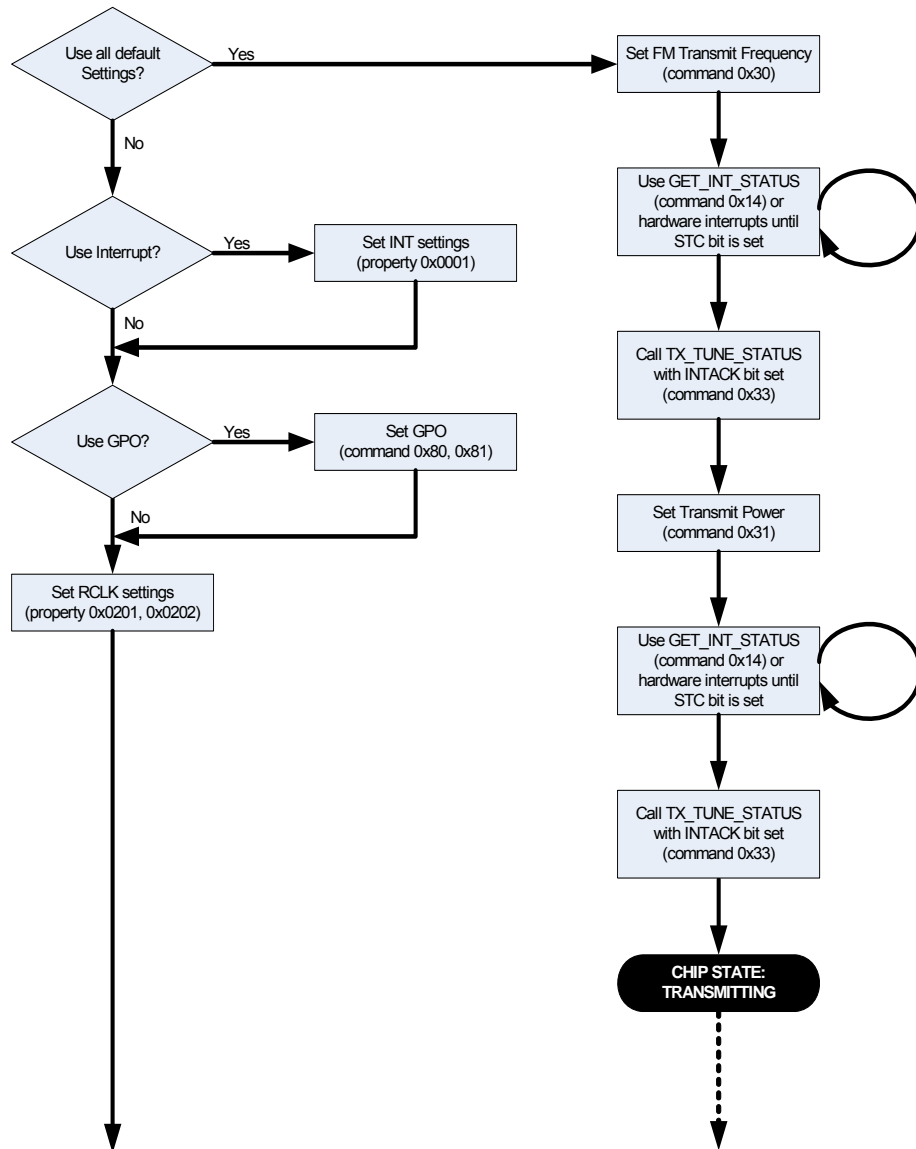 Use all default
Settings?
Yes
No
Use Interrupt?
Yes
Set INT settings
(property 0x0001)
No
Use GPO?
Yes
Set GPO
(command 0x80, 0x81)
No
Set RCLK settings
(property 0x0201, 0x0202)
Set FM Transmit Frequency
(command 0x30)
Use GET_INT_STATUS
(command 0x14) or
hardware interrupts until
STC bit is set
Call TX_TUNE_STATUS
with INTACK bit set
(command 0x33)
Set Transmit Power
(command 0x31)
Use GET_INT_STATUS
(command 0x14) or
hardware interrupts until
STC bit is set
Call TX_TUNE_STATUS
with INTACK bit set
(command 0x33)
CHIP STATE:
TRANSMITTING